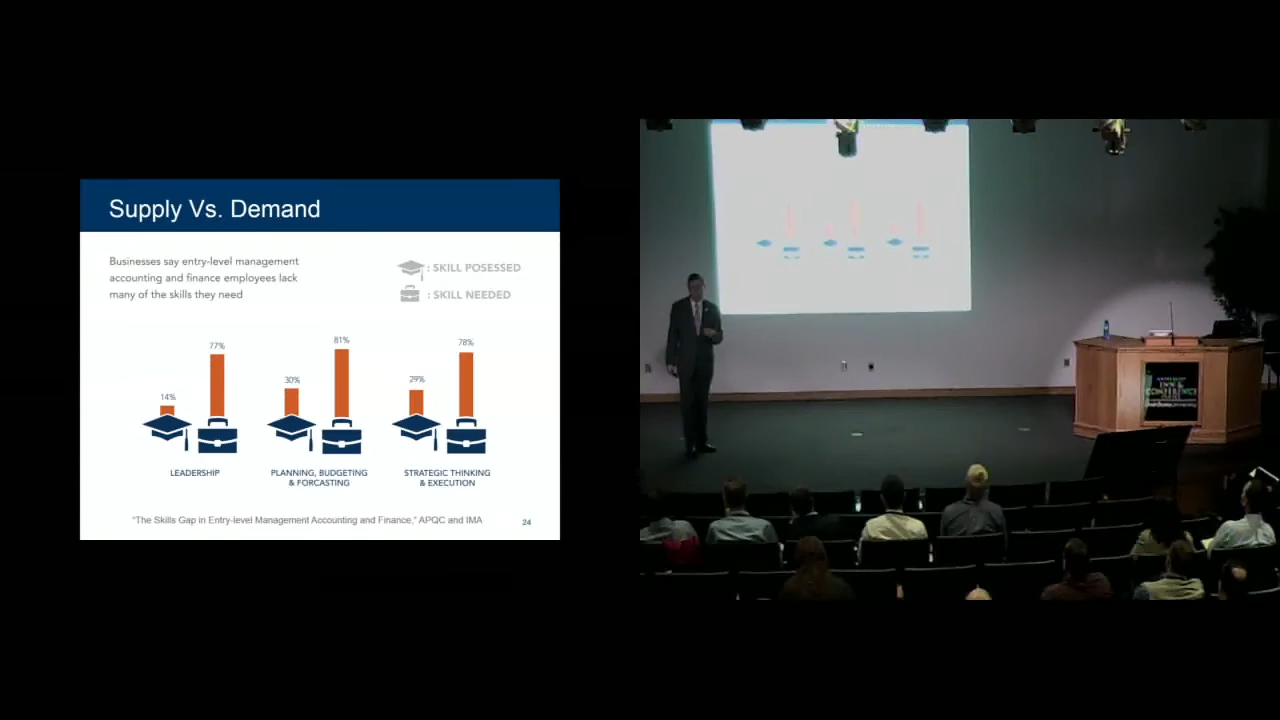 Supply Vs. Demand
Businesses say entry-level management
accounting and finance employees lack
many of the skills they need
: SKILL POSESSED
: SKILL NEEDED
14%
77%
30%
81%
29%
78%
LEADERSHIP
PLANNING, BUDGETING
& FORCASTING
STRATEGIC THINKING
& EXECUTION
"The Skills Gap in Entry-level Management Accounting and Finance," APQC and IMA
24
INN &
CONFERENCE